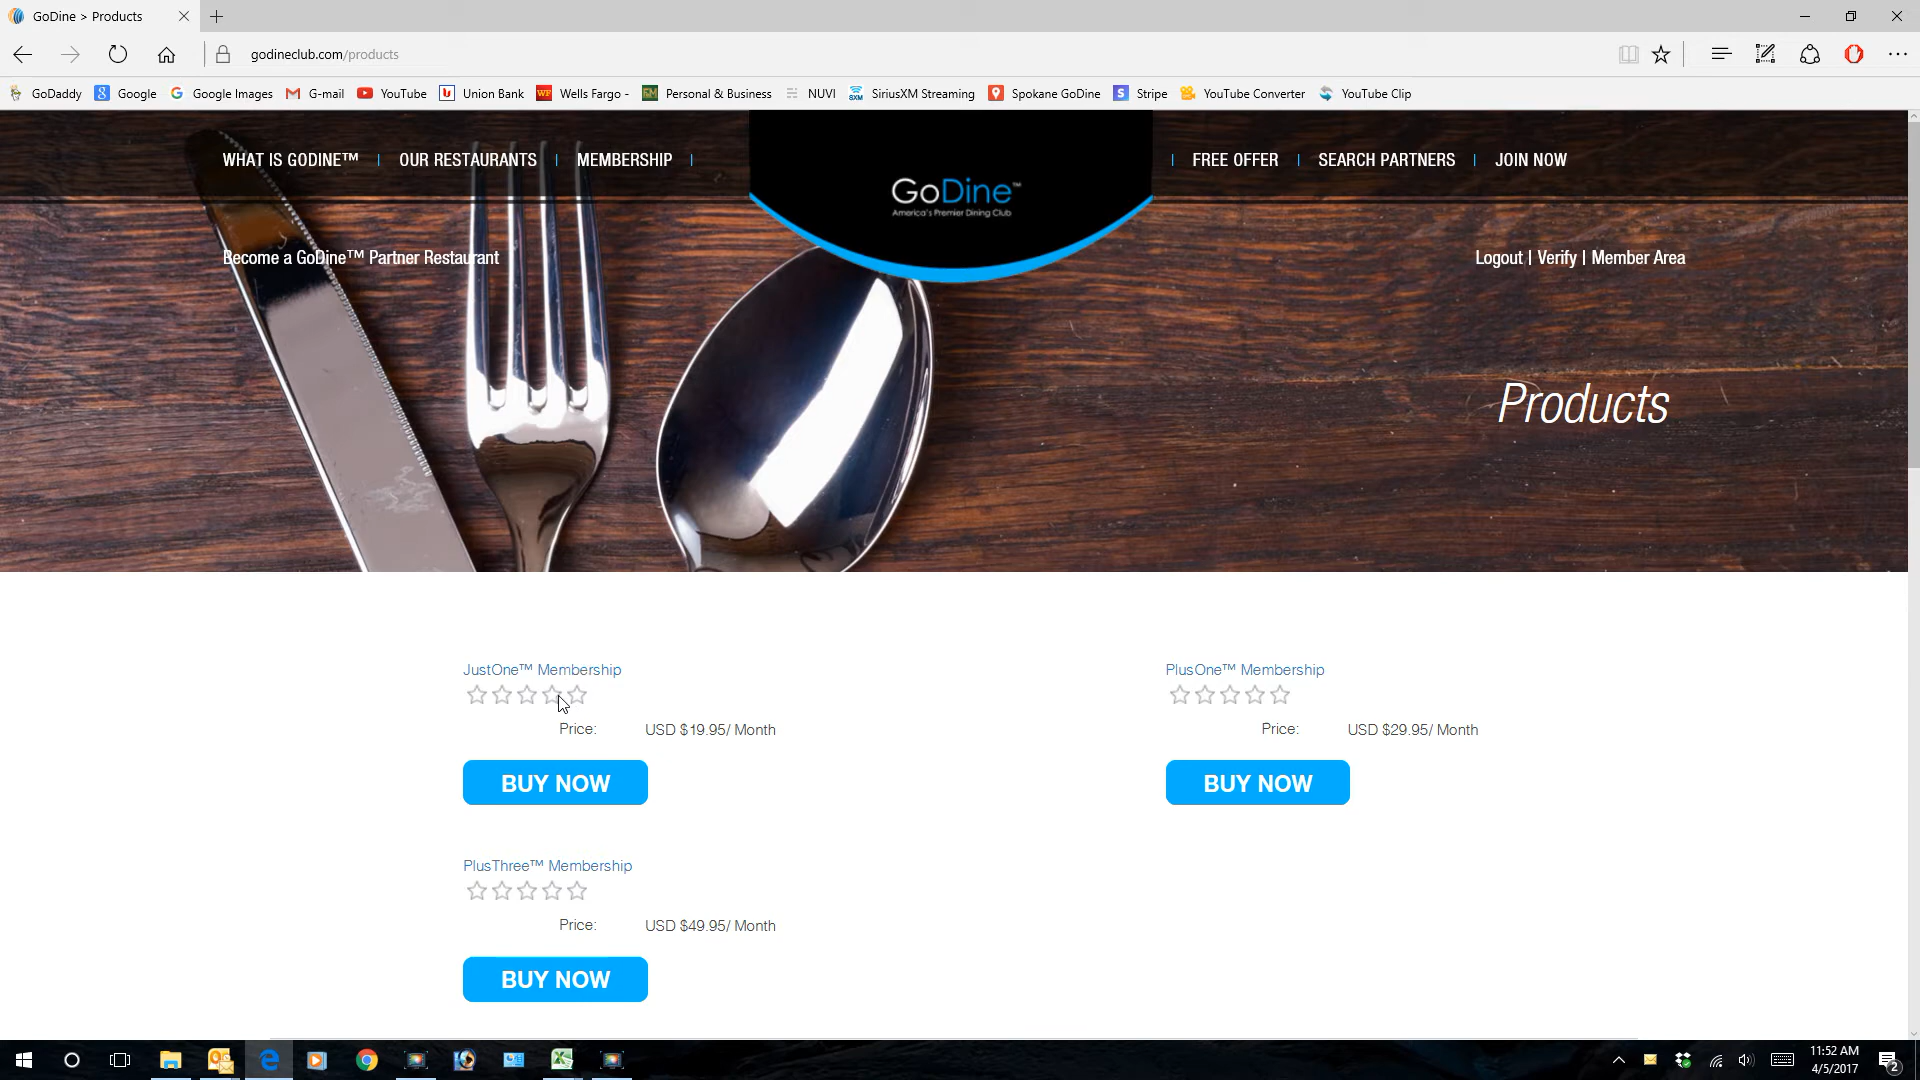 GoDine > Products
godineclub.com/products
GoDaddy Google Google Images G-mail YouTube Union Bank Wells Fargo - Personal & Business NUVI SiriusXM Streaming Spokane GoDine Stripe YouTube Converter YouTube Clip
WHAT IS GODINE™ | OUR RESTAURANTS | MEMBERSHIP |
GoDine™
America's Premier Dining Club
| FREE OFFER | SEARCH PARTNERS | JOIN NOW
Become a GoDine™ Partner Restaurant
Logout | Verify | Member Area
Products
JustOne™ Membership
Price: USD $19.95/ Month
BUY NOW
PlusOne™ Membership
Price: USD $29.95/ Month
BUY NOW
PlusThree™ Membership
Price: USD $49.95/ Month
BUY NOW
11:52 AM
4/5/2017
2